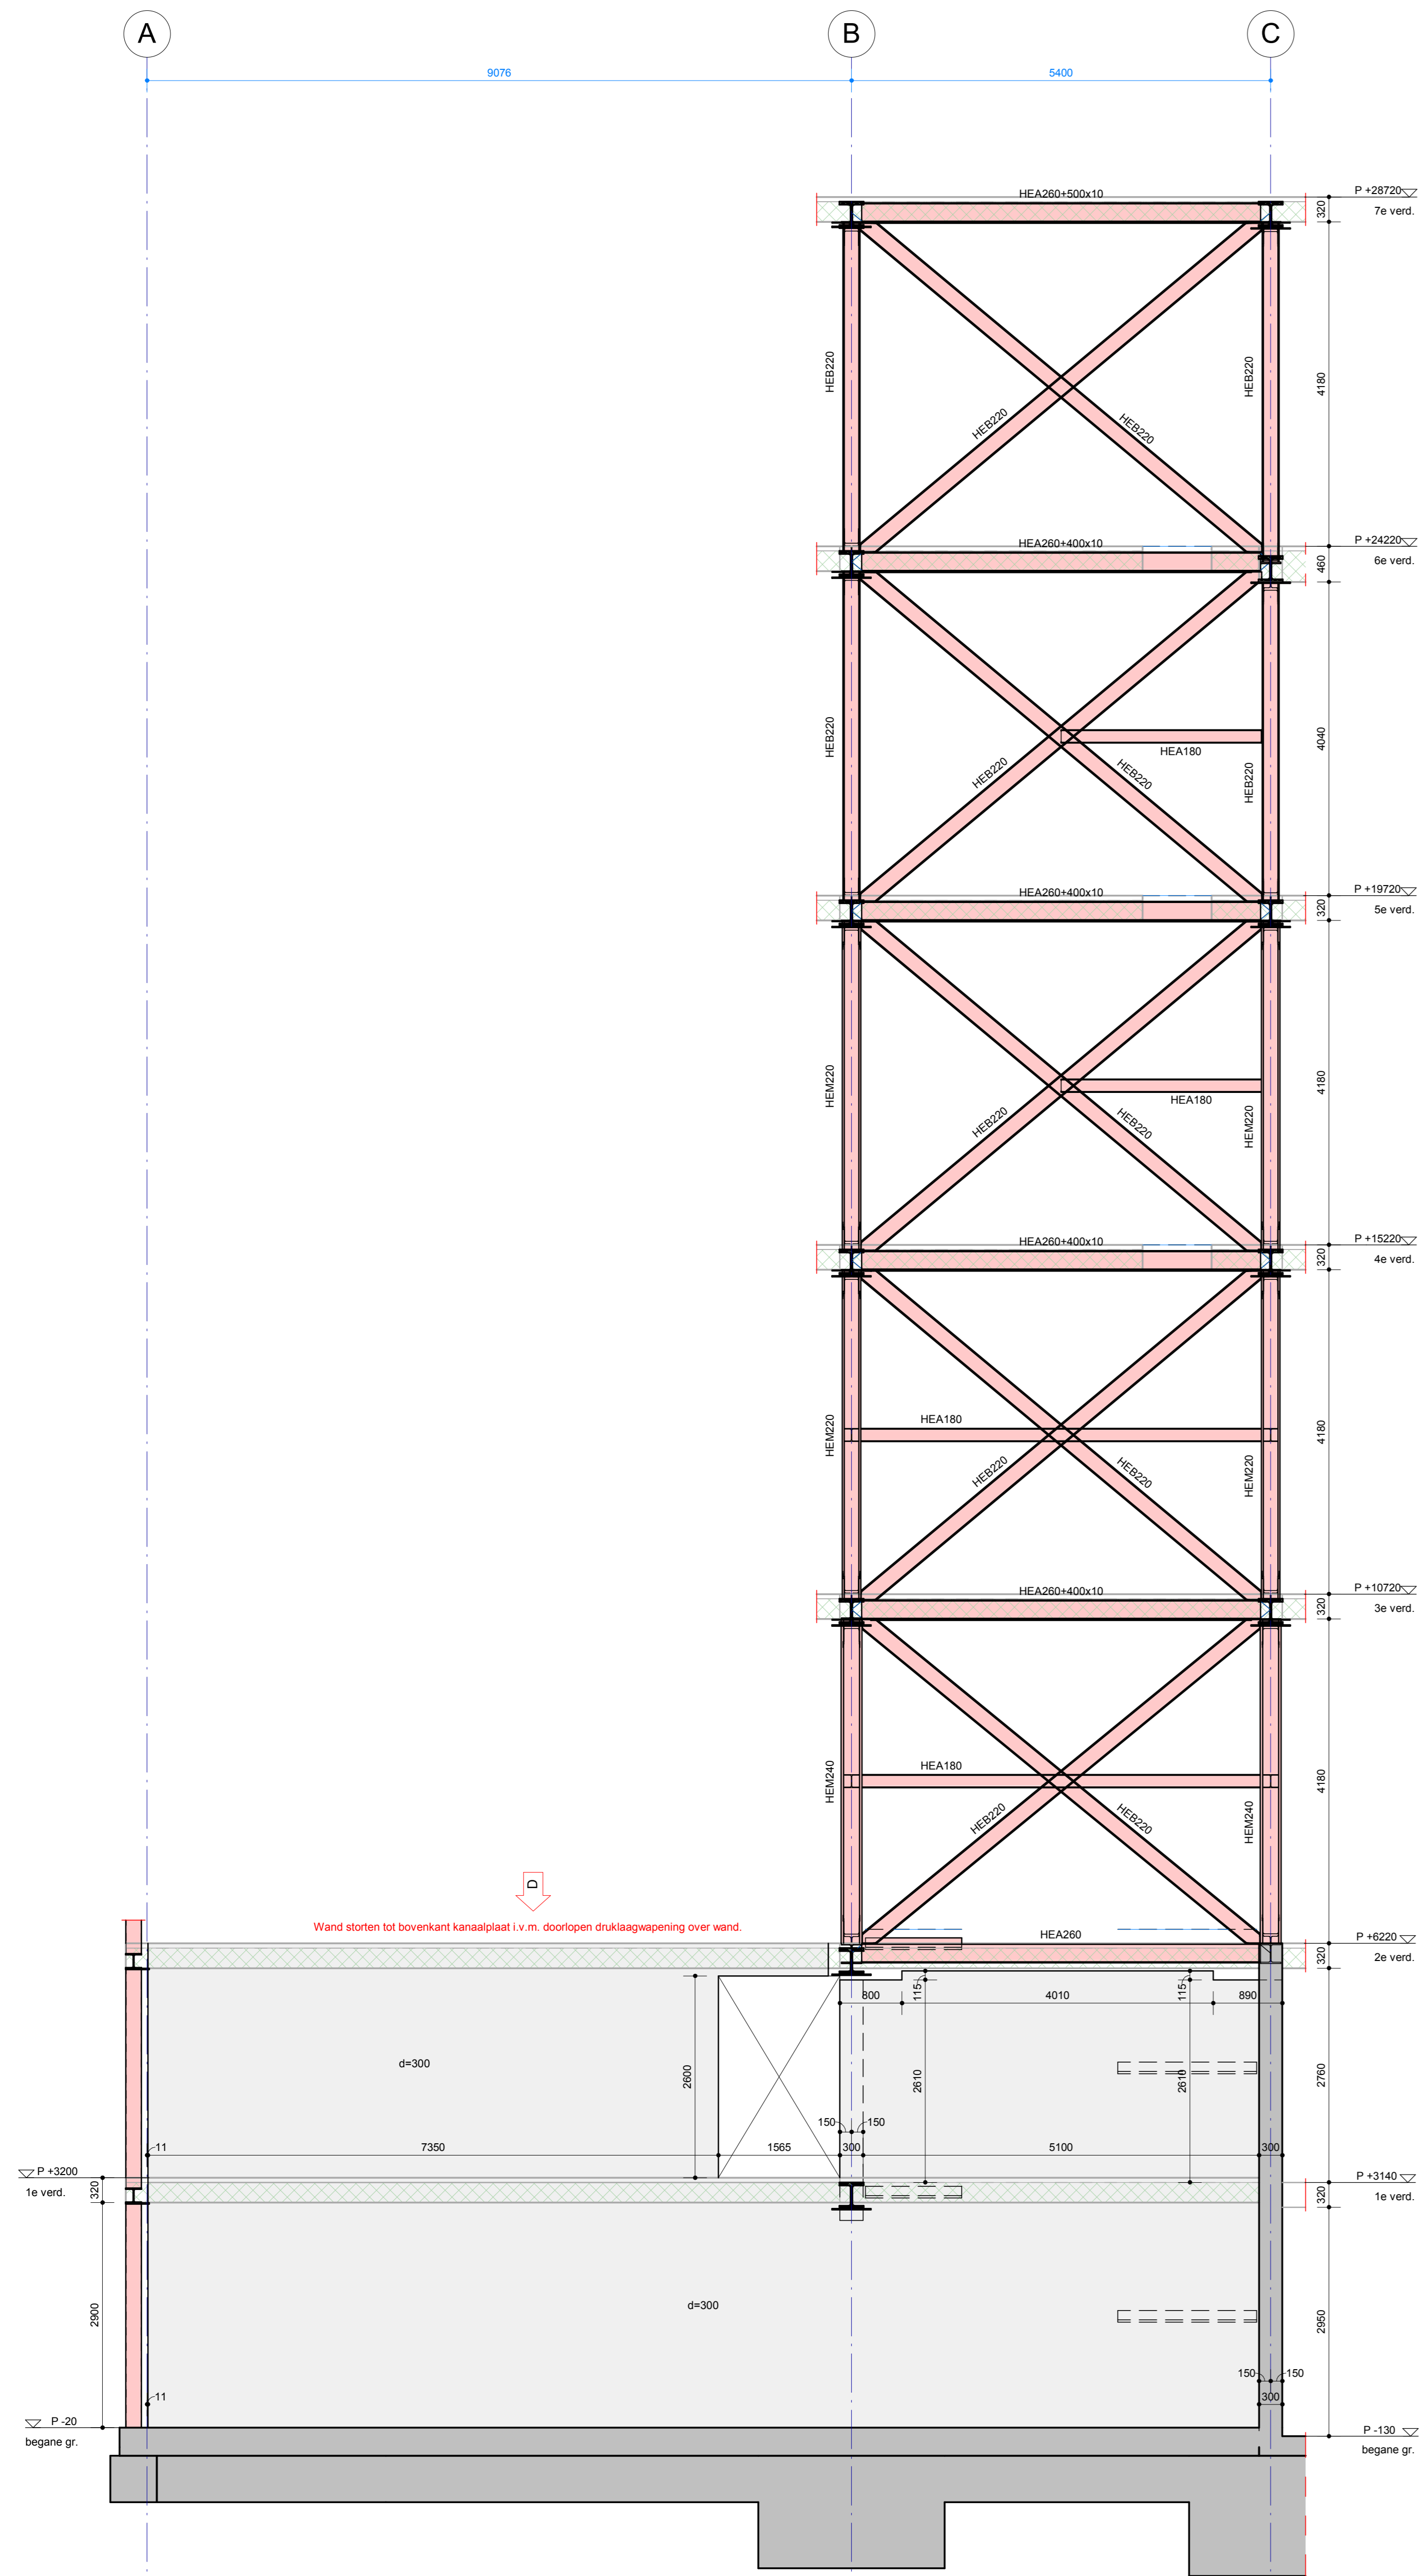 A
B
C
9076
5400
HEA260+500x10
P +28720
320
7e verd.
HEB220
HEB220
4180
HEB220
HEB220
HEA260+400x10
P +24220
460
6e verd.
HEB220
4040
HEA180
HEB220
HEB220
HEB220
HEA260+400x10
P +19720
320
5e verd.
HEM220
4180
HEA180
HEM220
HEB220
HEB220
HEA260+400x10
P +15220
320
4e verd.
HEA180
HEM220
4180
HEM220
HEB220
HEB220
HEA260+400x10
P +10720
320
3e verd.
HEA180
HEM240
4180
HEM240
HEB220
HEB220
D
Wand storten tot bovenkant kanaalplaat i.v.m. doorlopen druklaagwapening over wand.
HEA260
P +6220
320
2e verd.
115
115
800
4010
890
d=300
2600
2610
2610
2760
150
150
11
7350
1565
300
5100
300
P +3200
1e verd.
320
P +3140
320
1e verd.
d=300
2900
2950
150
150
11
300
P -20
begane gr.
P -130
begane gr.